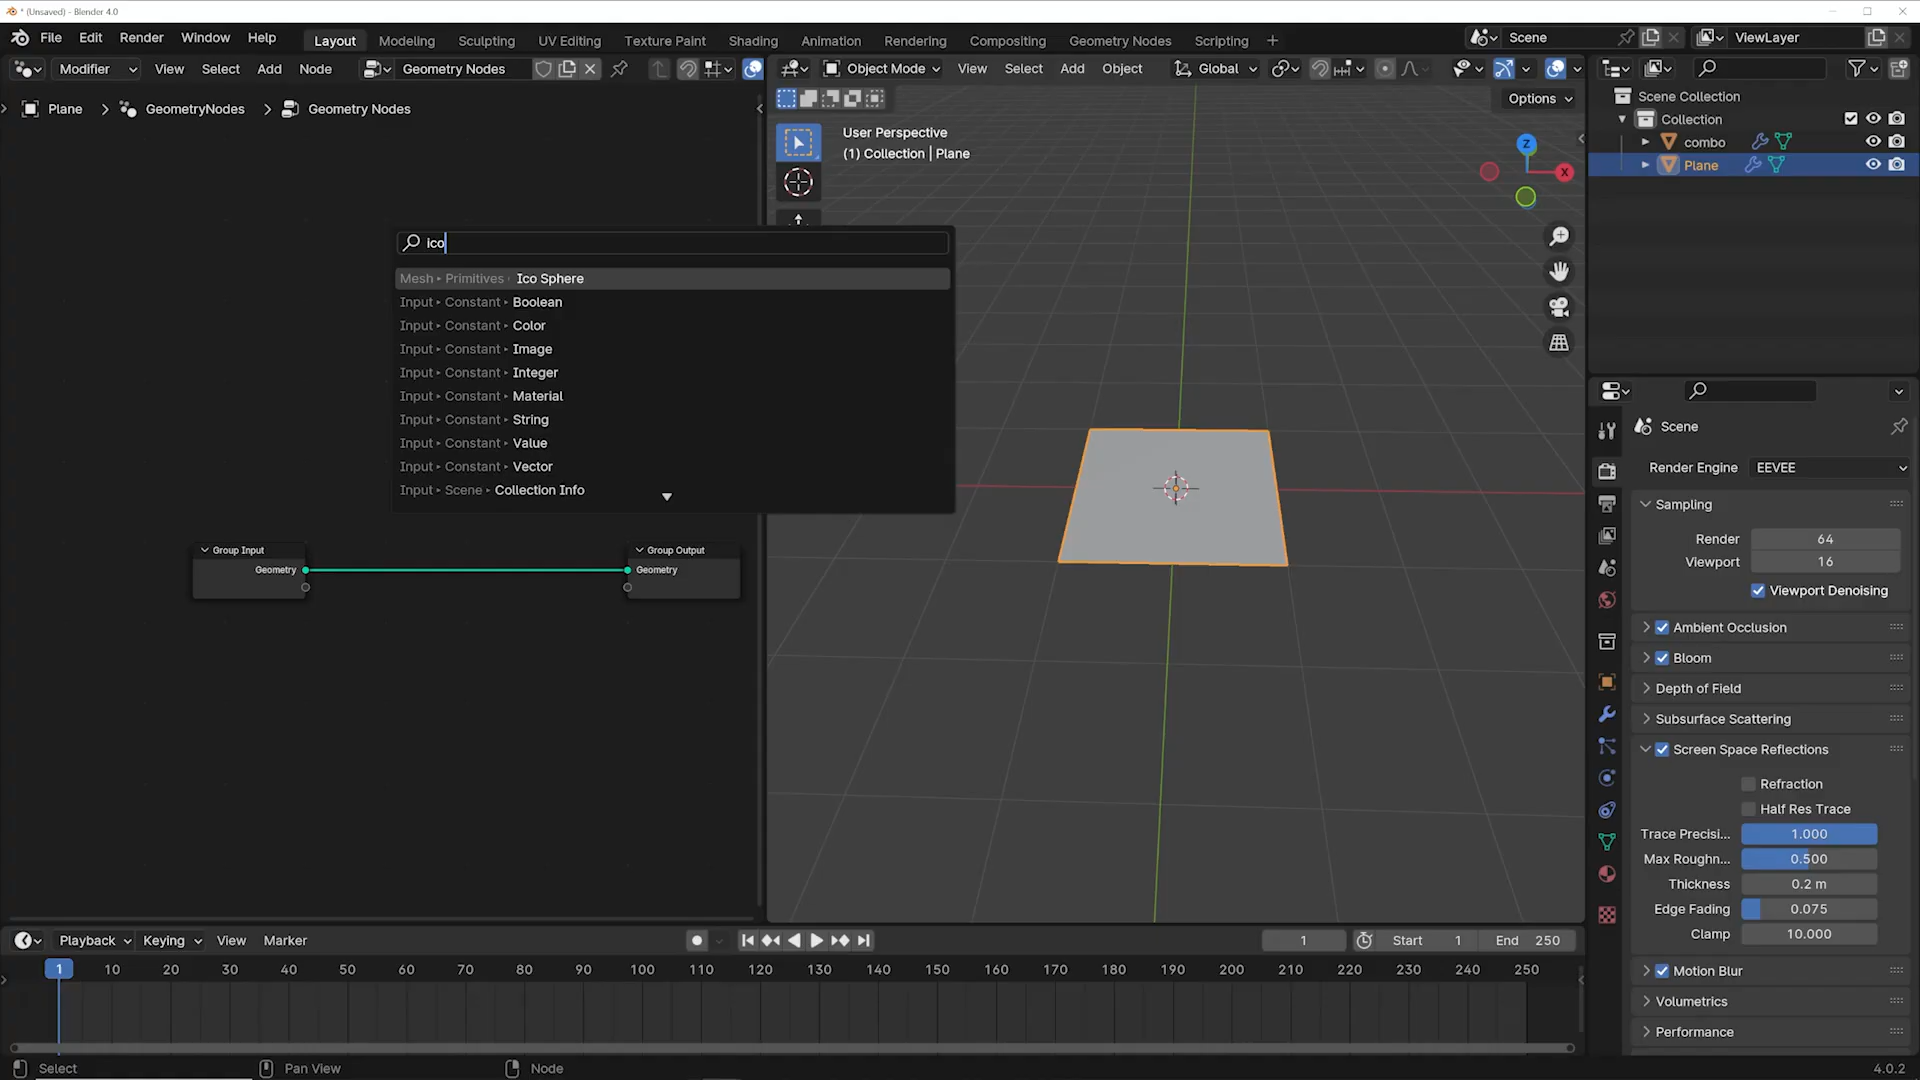 * (Unsaved) - Blender 4.0
File Edit Render Window Help
Layout Modeling Sculpting UV Editing Texture Paint Shading Animation Rendering Compositing Geometry Nodes Scripting +
Scene
ViewLayer
Modifier View Select Add Node Geometry Nodes
Object Mode View Select Add Object Global
Plane > GeometryNodes > Geometry Nodes
Options
User Perspective
(1) Collection | Plane
Z
X
Scene Collection
Collection
combo
Plane
ico
Mesh ▸ Primitives ▸ Ico Sphere
Input ▸ Constant ▸ Boolean
Input ▸ Constant ▸ Color
Input ▸ Constant ▸ Image
Input ▸ Constant ▸ Integer
Input ▸ Constant ▸ Material
Input ▸ Constant ▸ String
Input ▸ Constant ▸ Value
Input ▸ Constant ▸ Vector
Input ▸ Scene ▸ Collection Info
Group Input
Geometry
Group Output
Geometry
Scene
Render Engine EEVEE
Sampling
Render 64
Viewport 16
Viewport Denoising
Ambient Occlusion
Bloom
Depth of Field
Subsurface Scattering
Screen Space Reflections
Refraction
Half Res Trace
Trace Precisi... 1.000
Max Roughn... 0.500
Thickness 0.2 m
Edge Fading 0.075
Clamp 10.000
Motion Blur
Volumetrics
Performance
Playback Keying View Marker
1 Start 1 End 250
1 10 20 30 40 50 60 70 80 90 100 110 120 130 140 150 160 170 180 190 200 210 220 230 240 250
Select Pan View Node
4.0.2